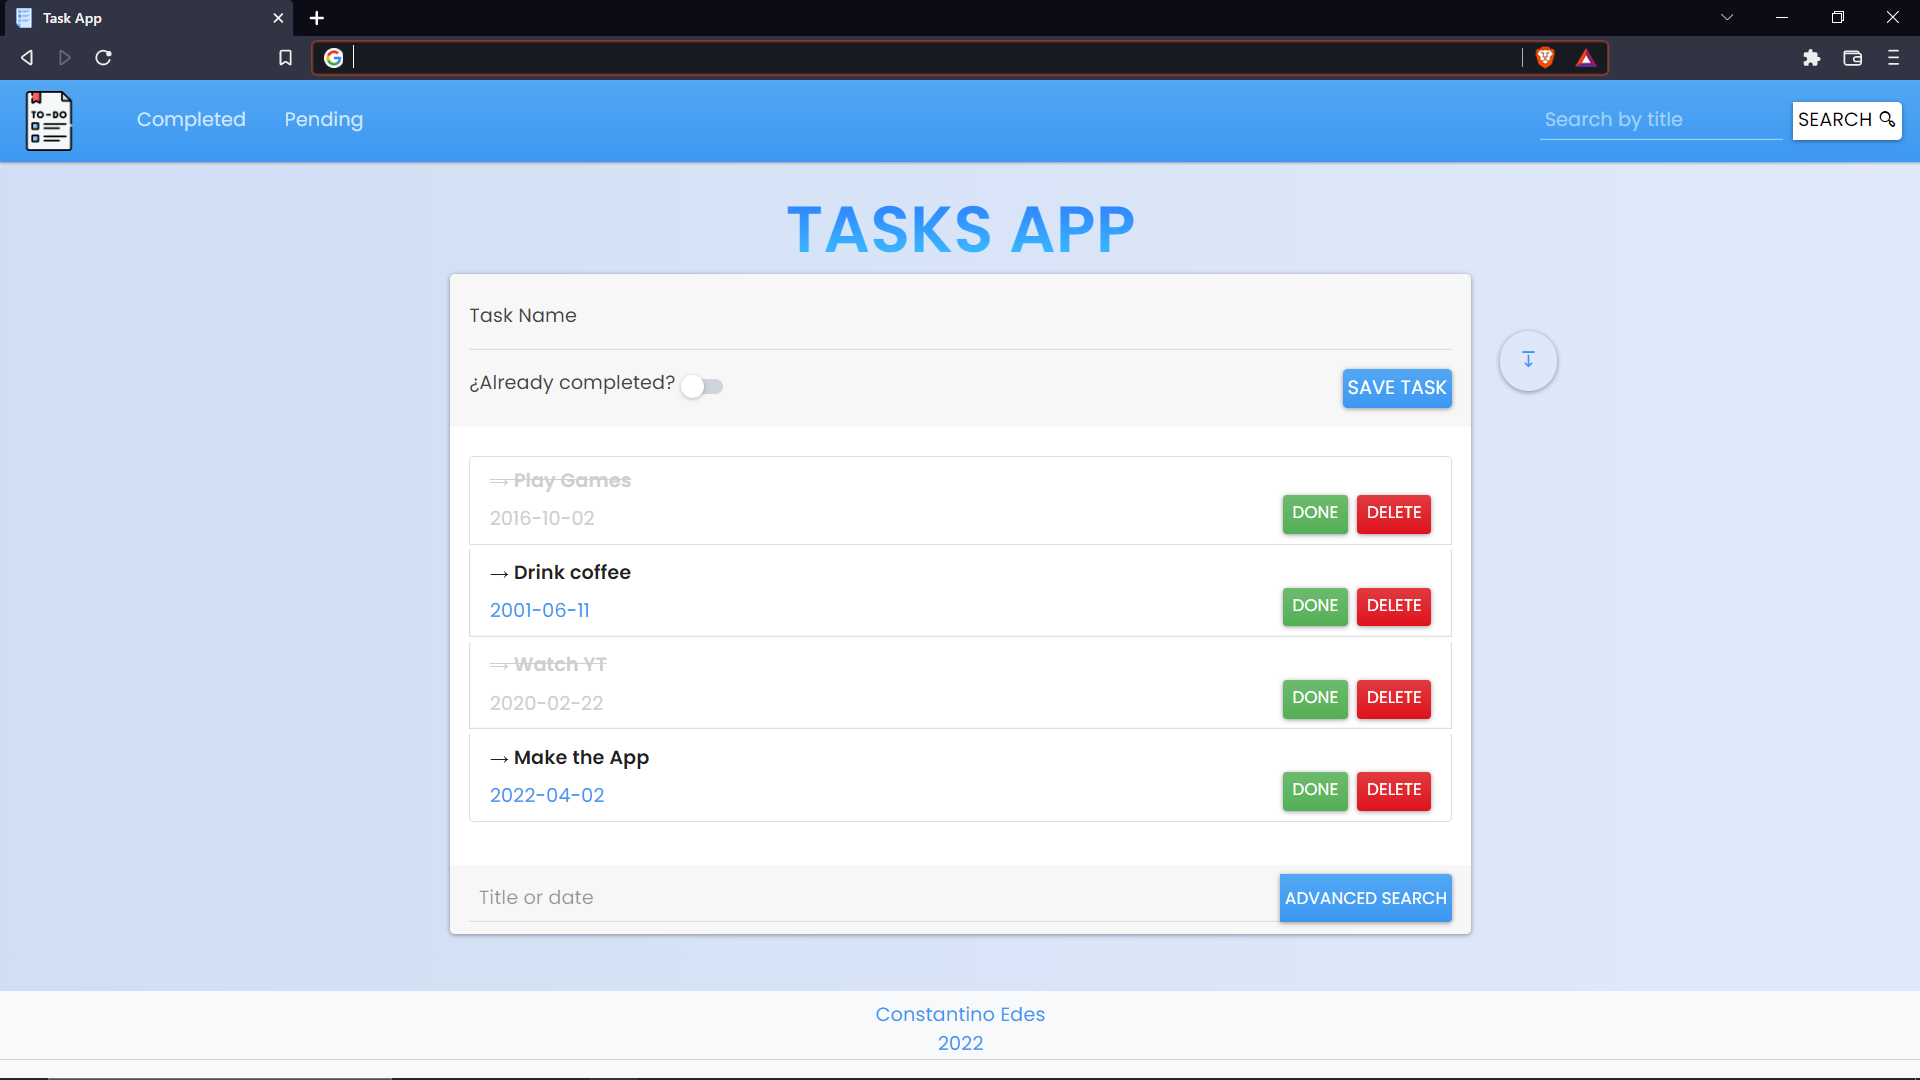 Task App
TO-DO
Completed
Pending
Search by title
SEARCH
TASKS APP
Task Name
¿Already completed?
SAVE TASK
→ Play Games
2016-10-02
DONE
DELETE
→ Drink coffee
2001-06-11
DONE
DELETE
→ Watch YT
2020-02-22
DONE
DELETE
→ Make the App
2022-04-02
DONE
DELETE
Title or date
ADVANCED SEARCH
Constantino Edes
2022